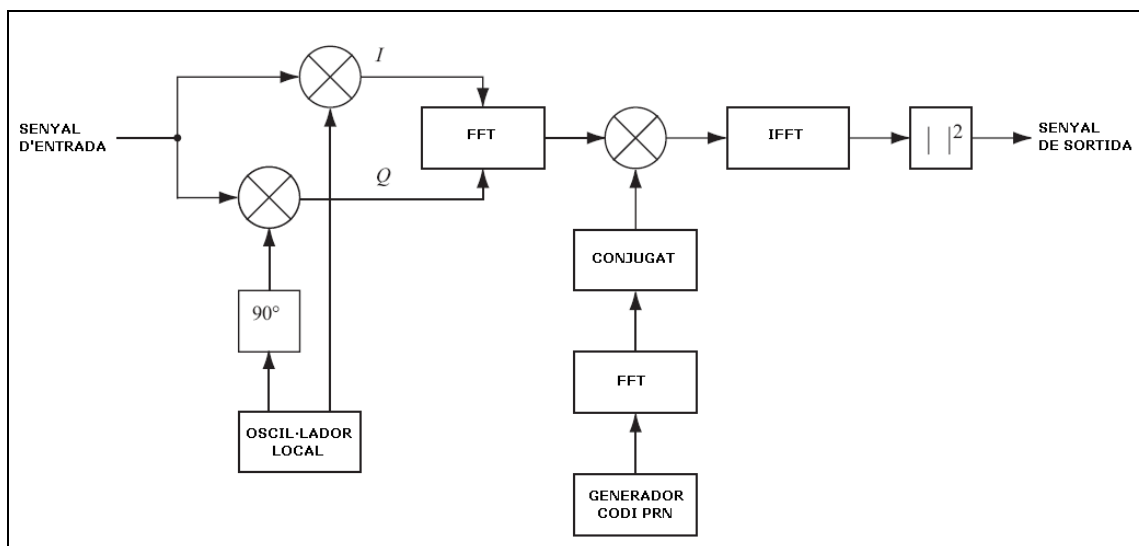 I
SENYAL
D'ENTRADA
FFT
IFFT
| |²
SENYAL
DE SORTIDA
Q
CONJUGAT
90°
FFT
OSCIL·LADOR
LOCAL
GENERADOR
CODI PRN